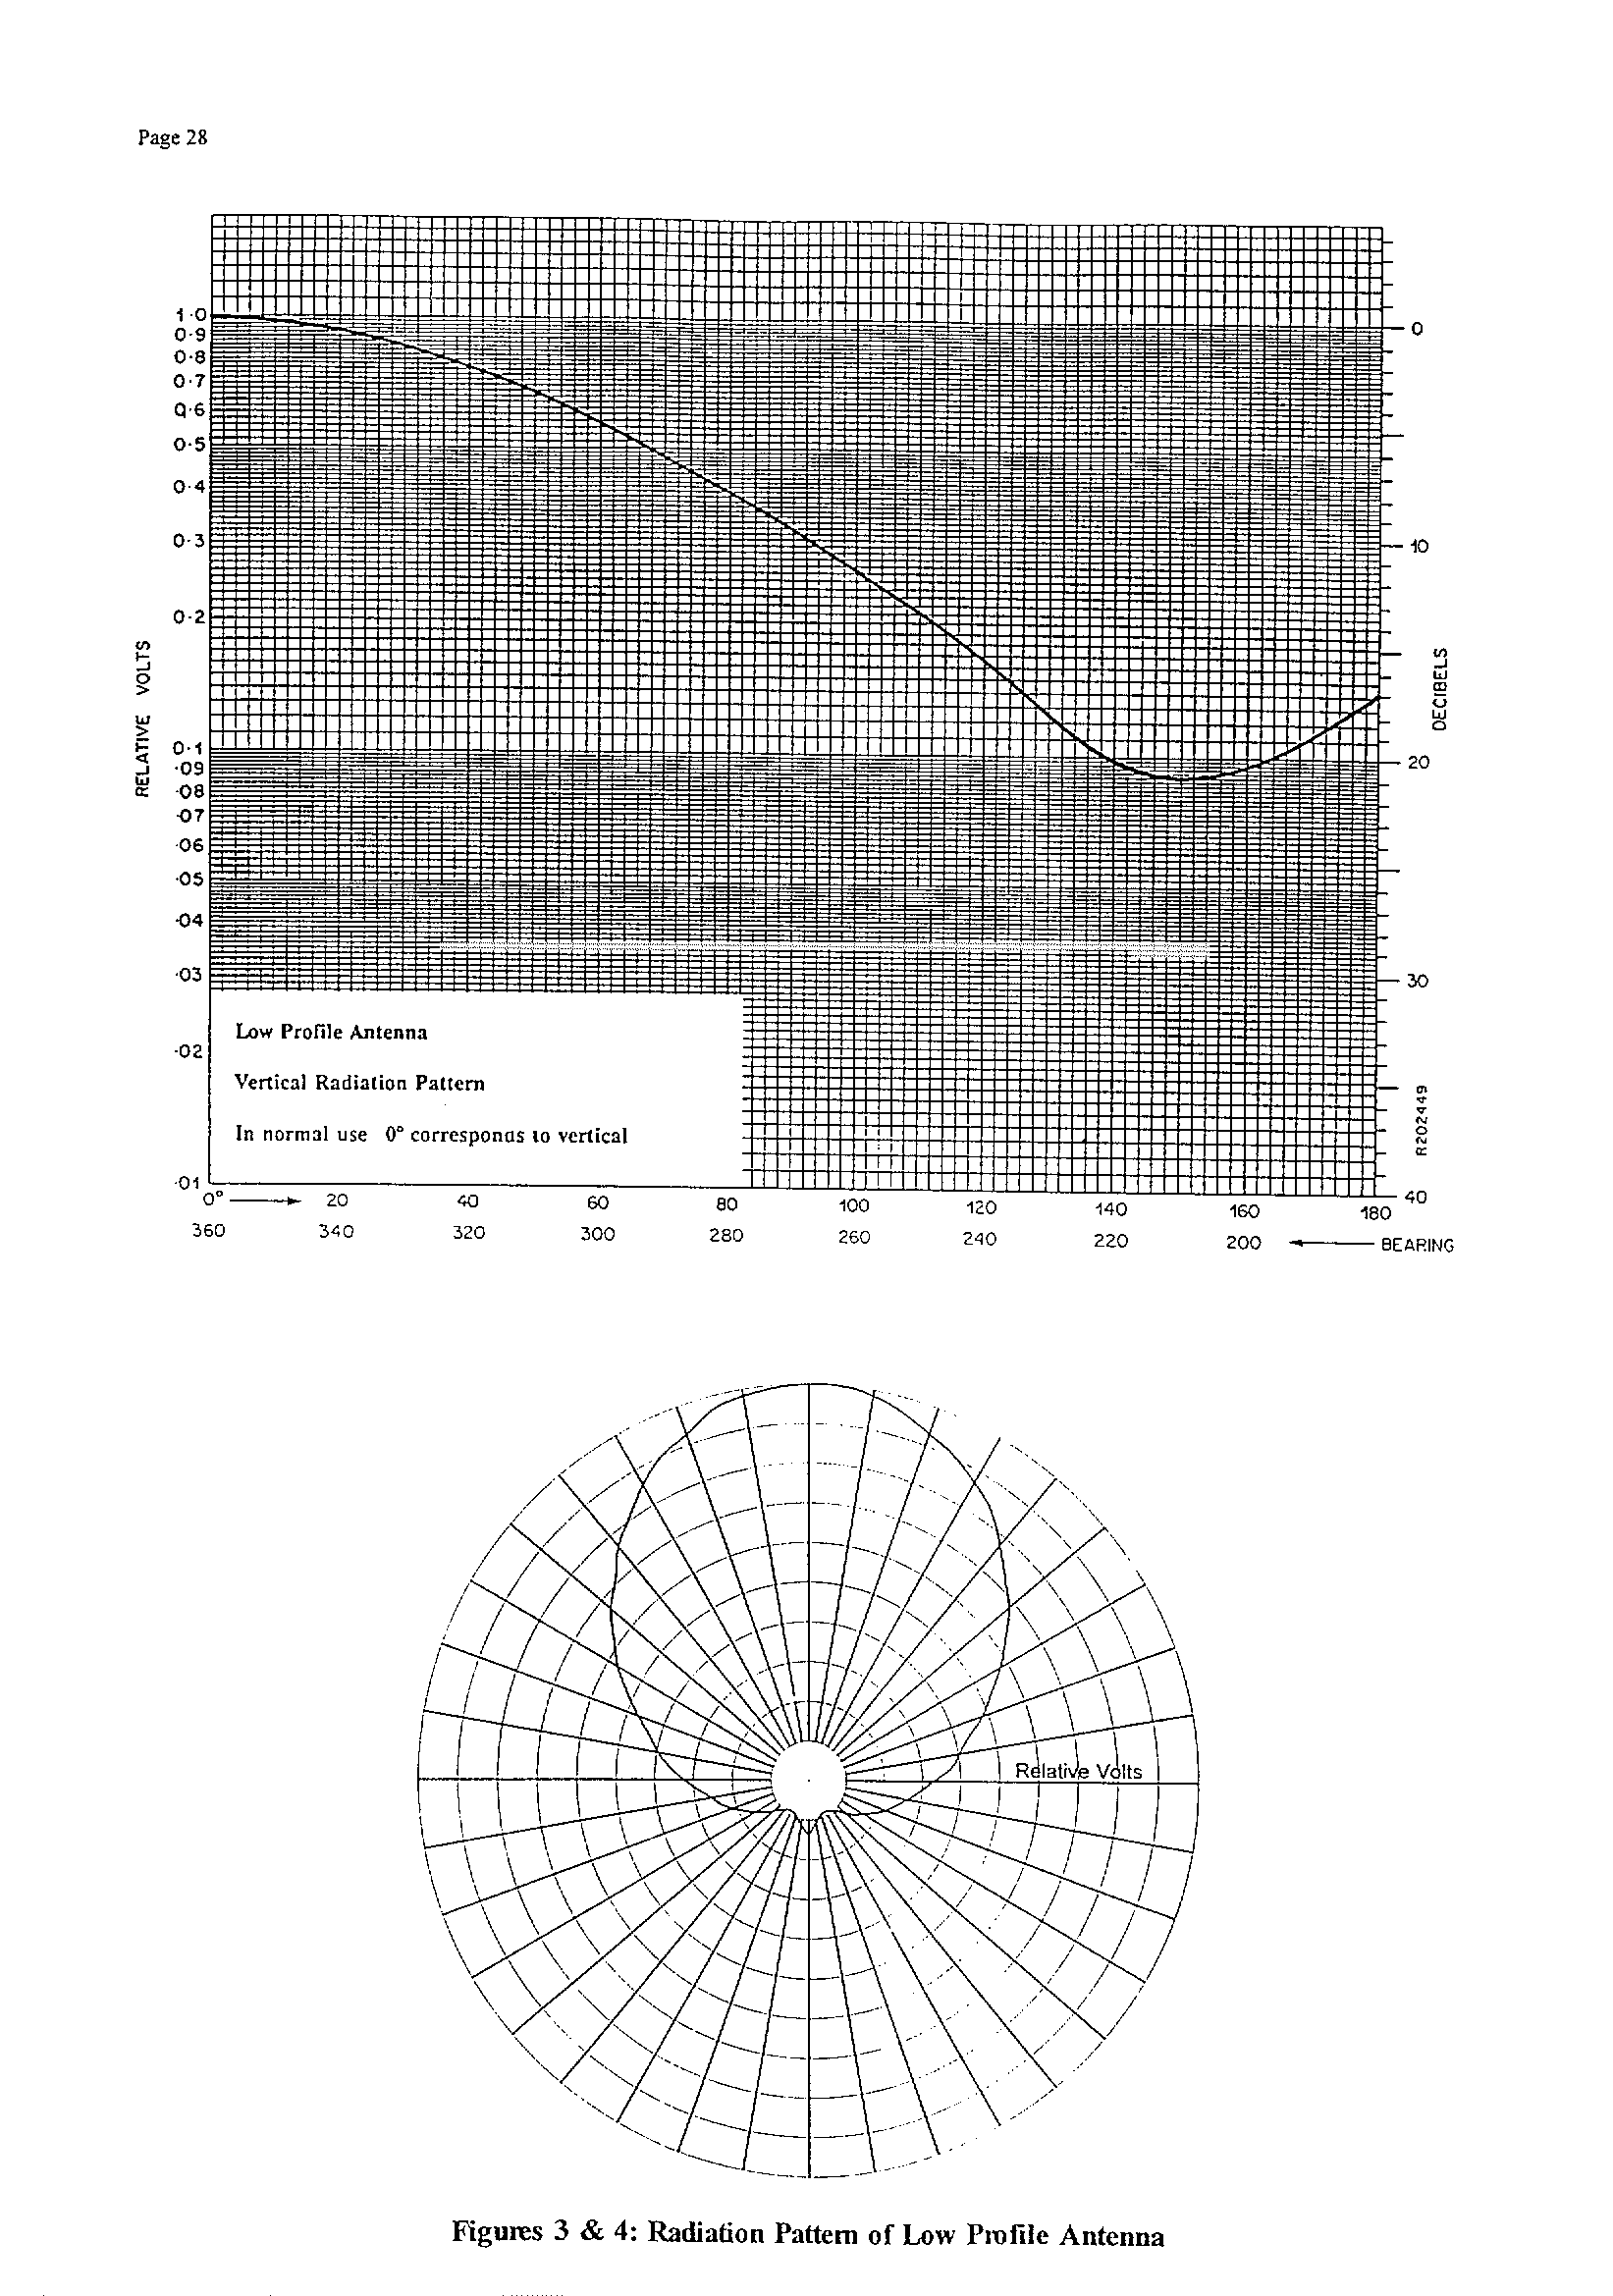 Page 28
1·0
0·9
0·8
0·7
0·6
0·5
0·4
0·3
0·2
0·1
·09
·08
·07
·06
·05
·04
·03
·02
·01
RELATIVE VOLTS
0
10
20
30
40
DECIBELS
R202449
Low Profile Antenna
Vertical Radiation Pattern
In normal use 0° corresponds to vertical
0° 20 40 60 80 100 120 140 160 180
360 340 320 300 280 260 240 220 200 BEARING
Relative Volts
Figures 3 & 4: Radiation Pattern of Low Profile Antenna